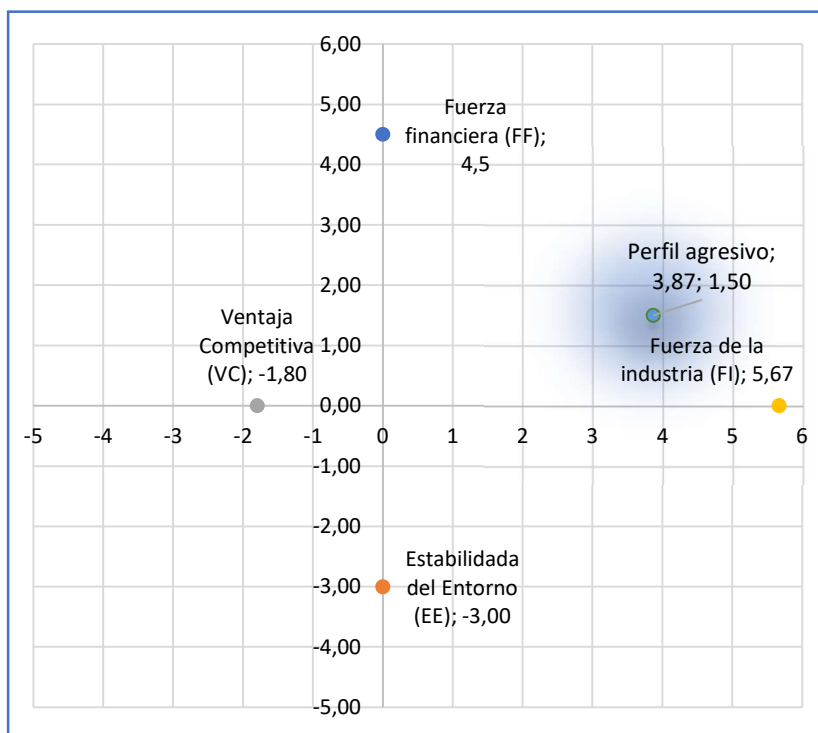 6,00
5,00
Fuerza
financiera (FF);
4,5
4,00
3,00
Perfil agresivo;
3,87; 1,50
2,00
Ventaja
Competitiva
(VC); -1,80
1,00
Fuerza de la
industria (FI); 5,67
0,00
-5 -4 -3 -2 -1 0 1 2 3 4 5 6
-1,00
-2,00
-3,00
Estabilidada
del Entorno
(EE); -3,00
-4,00
-5,00